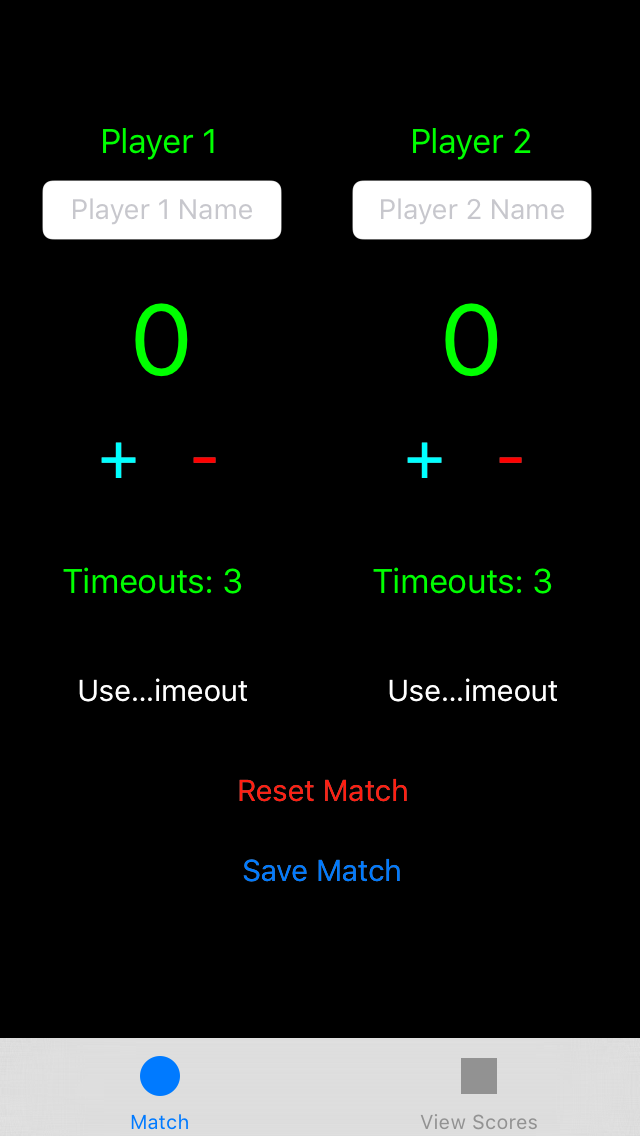 Player 1 Player 2
Player 1 Name Player 2 Name
0 0
+ - + -
Timeouts: 3 Timeouts: 3
Use...imeout Use...imeout
Reset Match
Save Match
Match View Scores